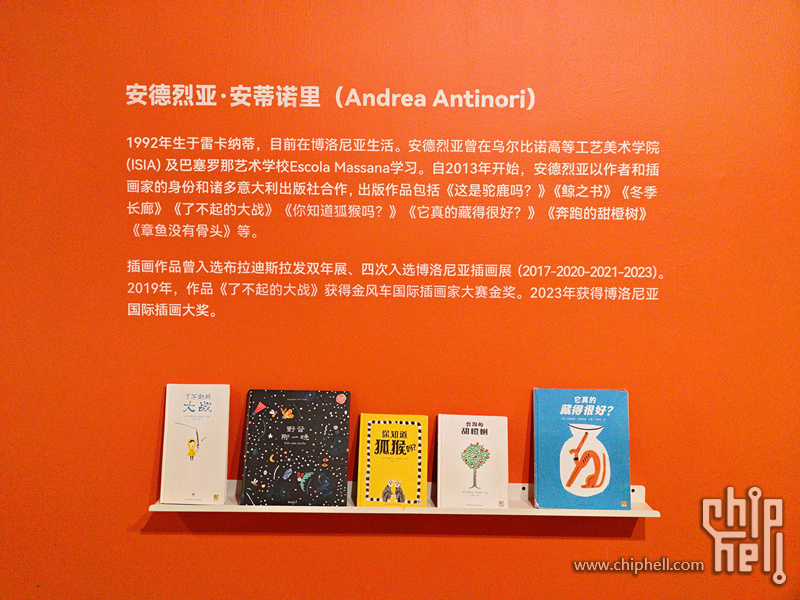 安德烈亚·安蒂诺里（Andrea Antinori）
1992年生于雷卡纳蒂，目前在博洛尼亚生活。安德烈亚曾在乌尔比诺高等工艺美术学院
(ISIA) 及巴塞罗那艺术学校Escola Massana学习。自2013年开始，安德烈亚以作者和插
画家的身份和诸多意大利出版社合作，出版作品包括《这是驼鹿吗？》《鲸之书》《冬季
长廊》《了不起的大战》《你知道狐猴吗？》《它真的藏得很好？》《奔跑的甜橙树》
《章鱼没有骨头》等。
插画作品曾入选布拉迪斯拉发双年展、四次入选博洛尼亚插画展 (2017-2020-2021-2023)。
2019年，作品《了不起的大战》获得金风车国际插画家大赛金奖。2023年获得博洛尼亚
国际插画大奖。
了不起的
大战
野营
那一晚
你知道
狐猴吗?
奔跑的
甜橙树
它真的
藏得很好?
chip
hell
www.chiphell.com